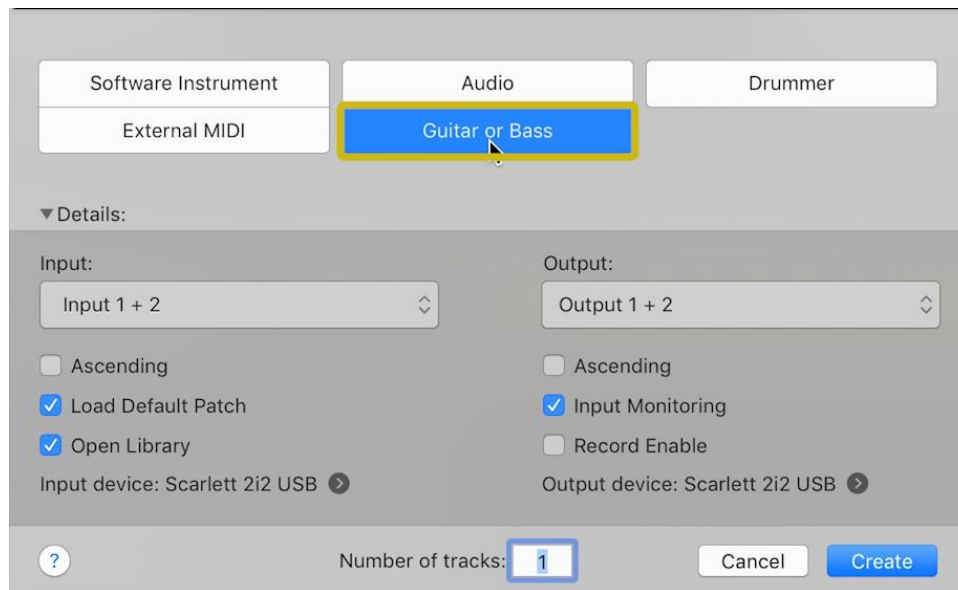 Software Instrument
Audio
Drummer
External MIDI
Guitar or Bass
Details:
Input:
Output:
Input 1 + 2
Output 1 + 2
Ascending
Ascending
Load Default Patch
Input Monitoring
Open Library
Record Enable
Input device: Scarlett 2i2 USB
Output device: Scarlett 2i2 USB
?
Number of tracks: 1
Cancel
Create